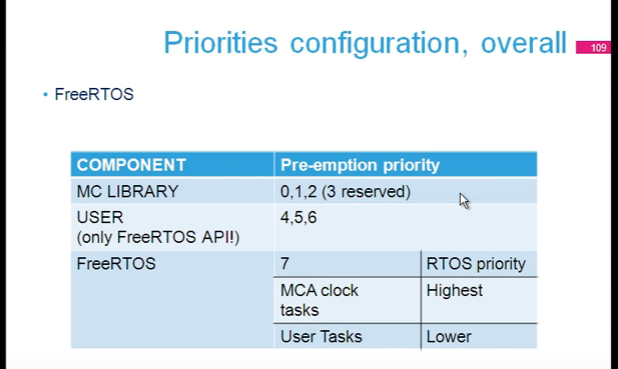 Priorities configuration, overall
109
• FreeRTOS
COMPONENT Pre-emption priority
MC LIBRARY 0,1,2 (3 reserved)
USER 4,5,6
(only FreeRTOS API!)
FreeRTOS 7 RTOS priority
MCA clock Highest
tasks
User Tasks Lower